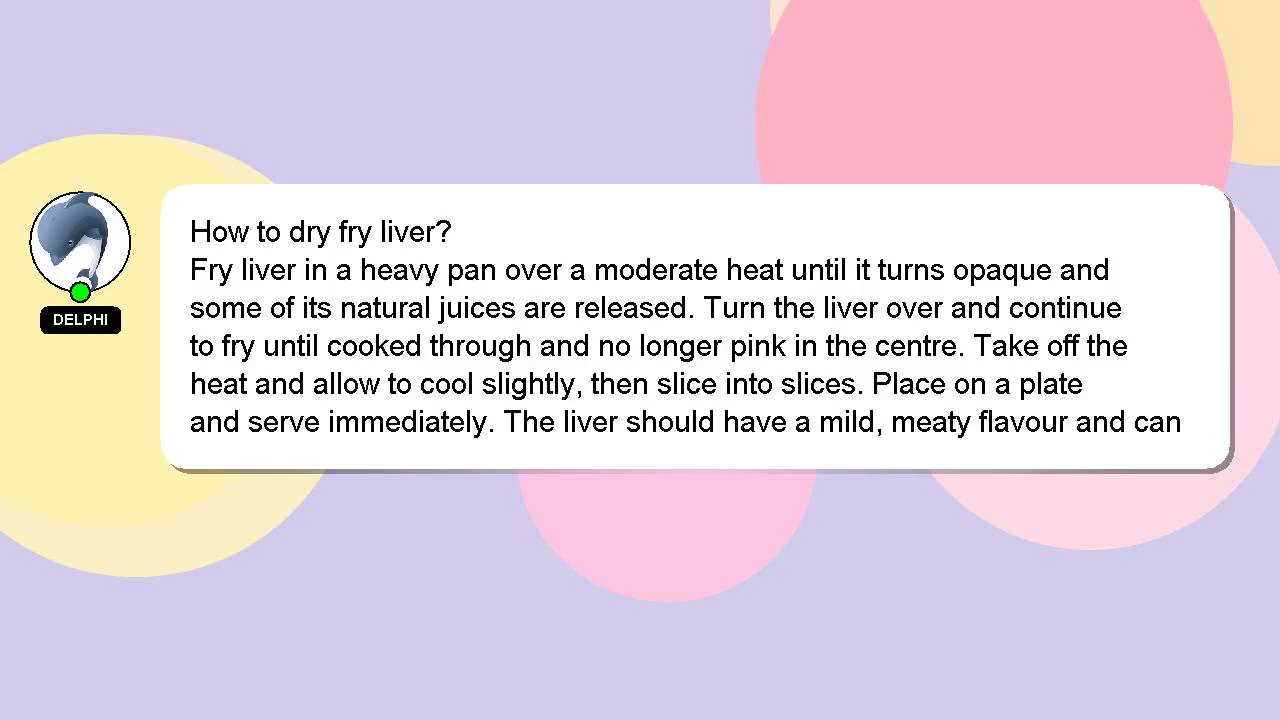 How to dry fry liver?
Fry liver in a heavy pan over a moderate heat until it turns opaque and
some of its natural juices are released. Turn the liver over and continue
to fry until cooked through and no longer pink in the centre. Take off the
heat and allow to cool slightly, then slice into slices. Place on a plate
and serve immediately. The liver should have a mild, meaty flavour and can
DELPHI